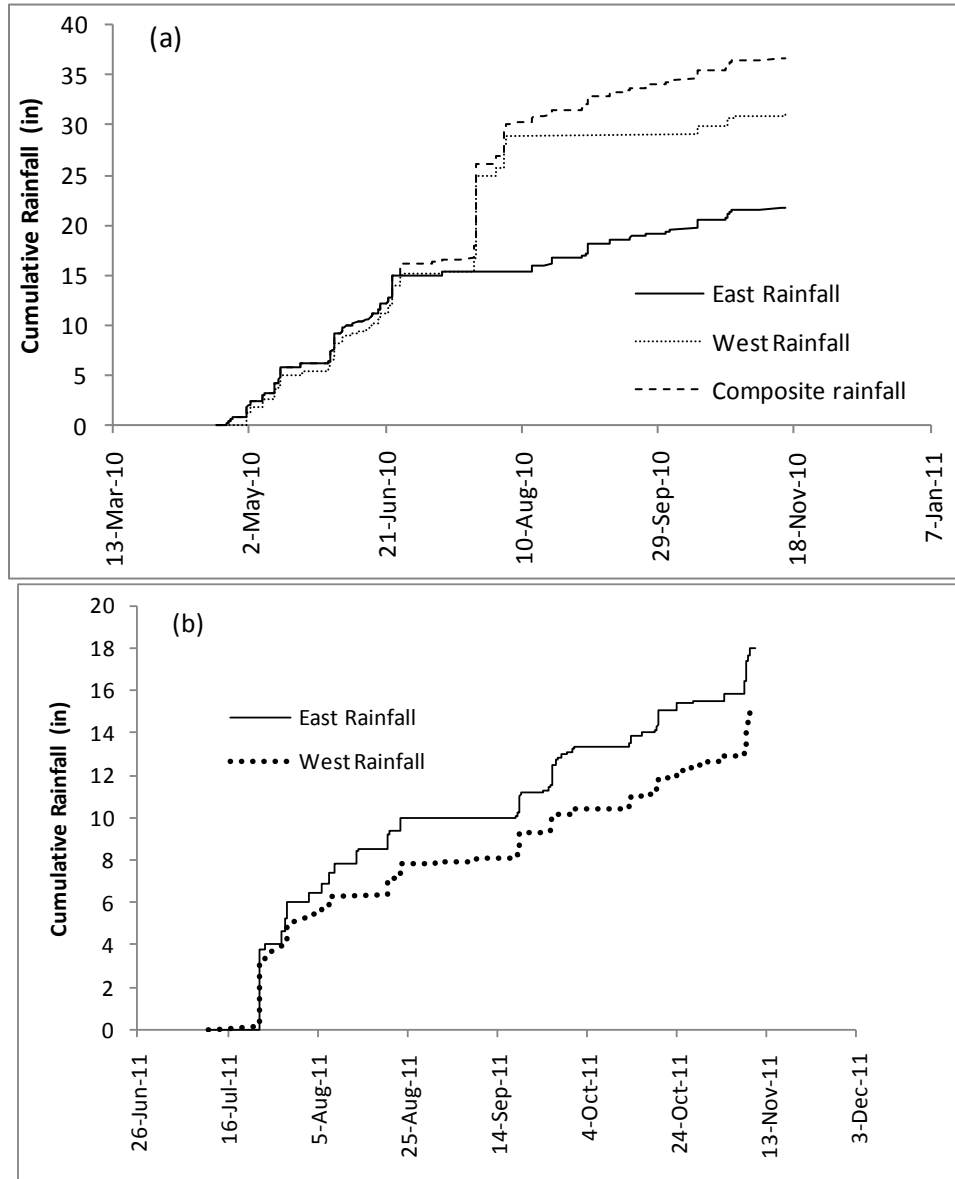 (a)
Cumulative Rainfall (in)
40
35
30
25
20
15
10
5
0
East Rainfall
West Rainfall
Composite rainfall
13-Mar-10
2-May-10
21-Jun-10
10-Aug-10
29-Sep-10
18-Nov-10
7-Jan-11
(b)
Cumulative Rainfall (in)
20
18
16
14
12
10
8
6
4
2
0
East Rainfall
West Rainfall
26-Jun-11
16-Jul-11
5-Aug-11
25-Aug-11
14-Sep-11
4-Oct-11
24-Oct-11
13-Nov-11
3-Dec-11